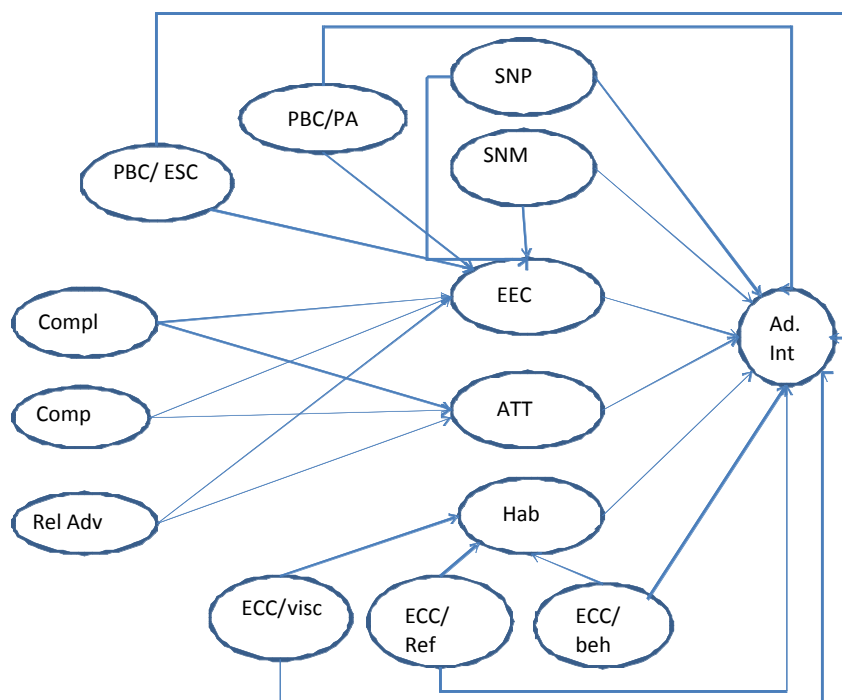 SNP
PBC/PA
SNM
PBC/ ESC
EEC
Compl
Ad.
Int
Comp
ATT
Rel Adv
Hab
ECC/visc
ECC/
Ref
ECC/
beh